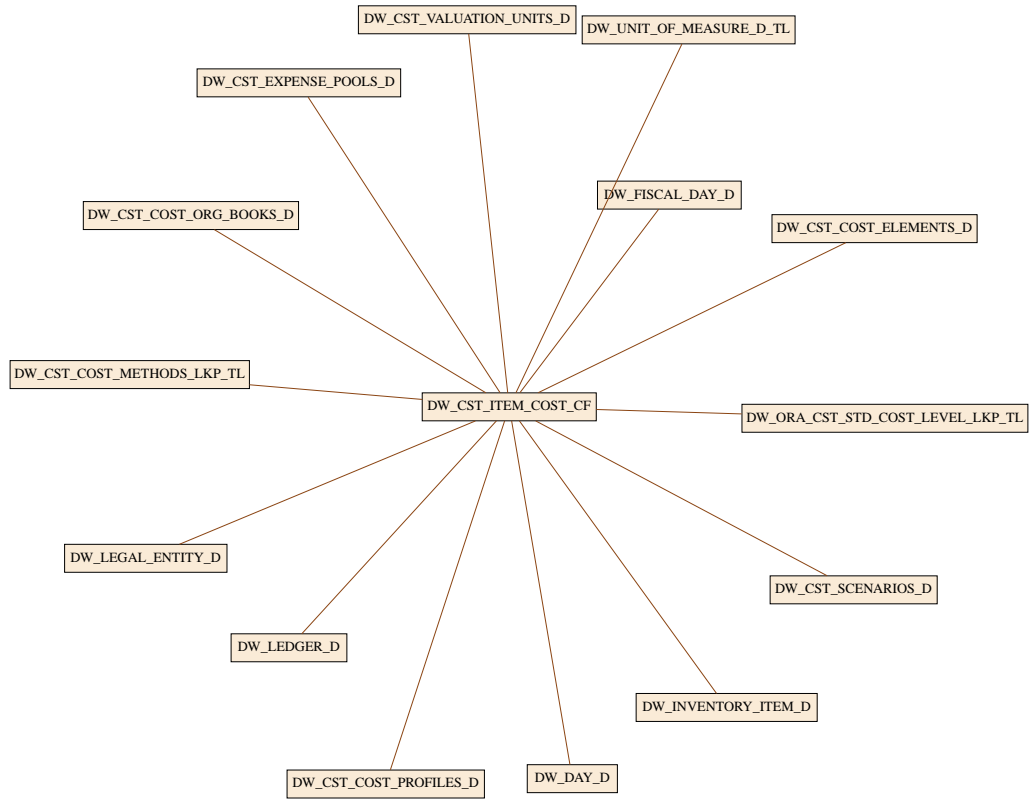 DW_CST_VALUATION_UNITS_D
DW_UNIT_OF_MEASURE_D_TL
DW_CST_EXPENSE_POOLS_D
DW_FISCAL_DAY_D
DW_CST_COST_ORG_BOOKS_D
DW_CST_COST_ELEMENTS_D
DW_CST_COST_METHODS_LKP_TL
DW_CST_ITEM_COST_CF
DW_ORA_CST_STD_COST_LEVEL_LKP_TL
DW_LEGAL_ENTITY_D
DW_CST_SCENARIOS_D
DW_LEDGER_D
DW_INVENTORY_ITEM_D
DW_CST_COST_PROFILES_D
DW_DAY_D